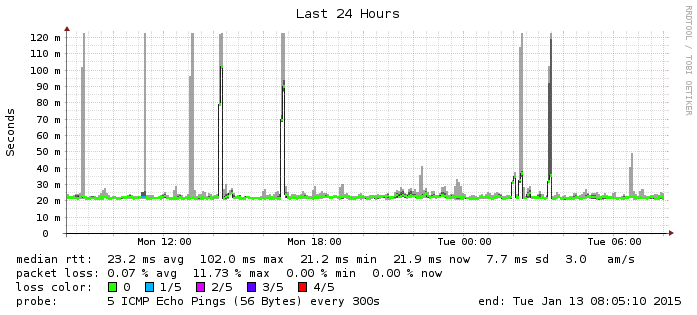 Last 24 Hours
RRDTOOL / TOBI OETIKER
Seconds
120 m
110 m
100 m
90 m
80 m
70 m
60 m
50 m
40 m
30 m
20 m
10 m
0
Mon 12:00 Mon 18:00 Tue 00:00 Tue 06:00
median rtt: 23.2 ms avg 102.0 ms max 21.2 ms min 21.9 ms now 7.7 ms sd 3.0 am/s
packet loss: 0.07 % avg 11.73 % max 0.00 % min 0.00 % now
loss color: 0 1/5 2/5 3/5 4/5
probe: 5 ICMP Echo Pings (56 Bytes) every 300s end: Tue Jan 13 08:05:10 2015